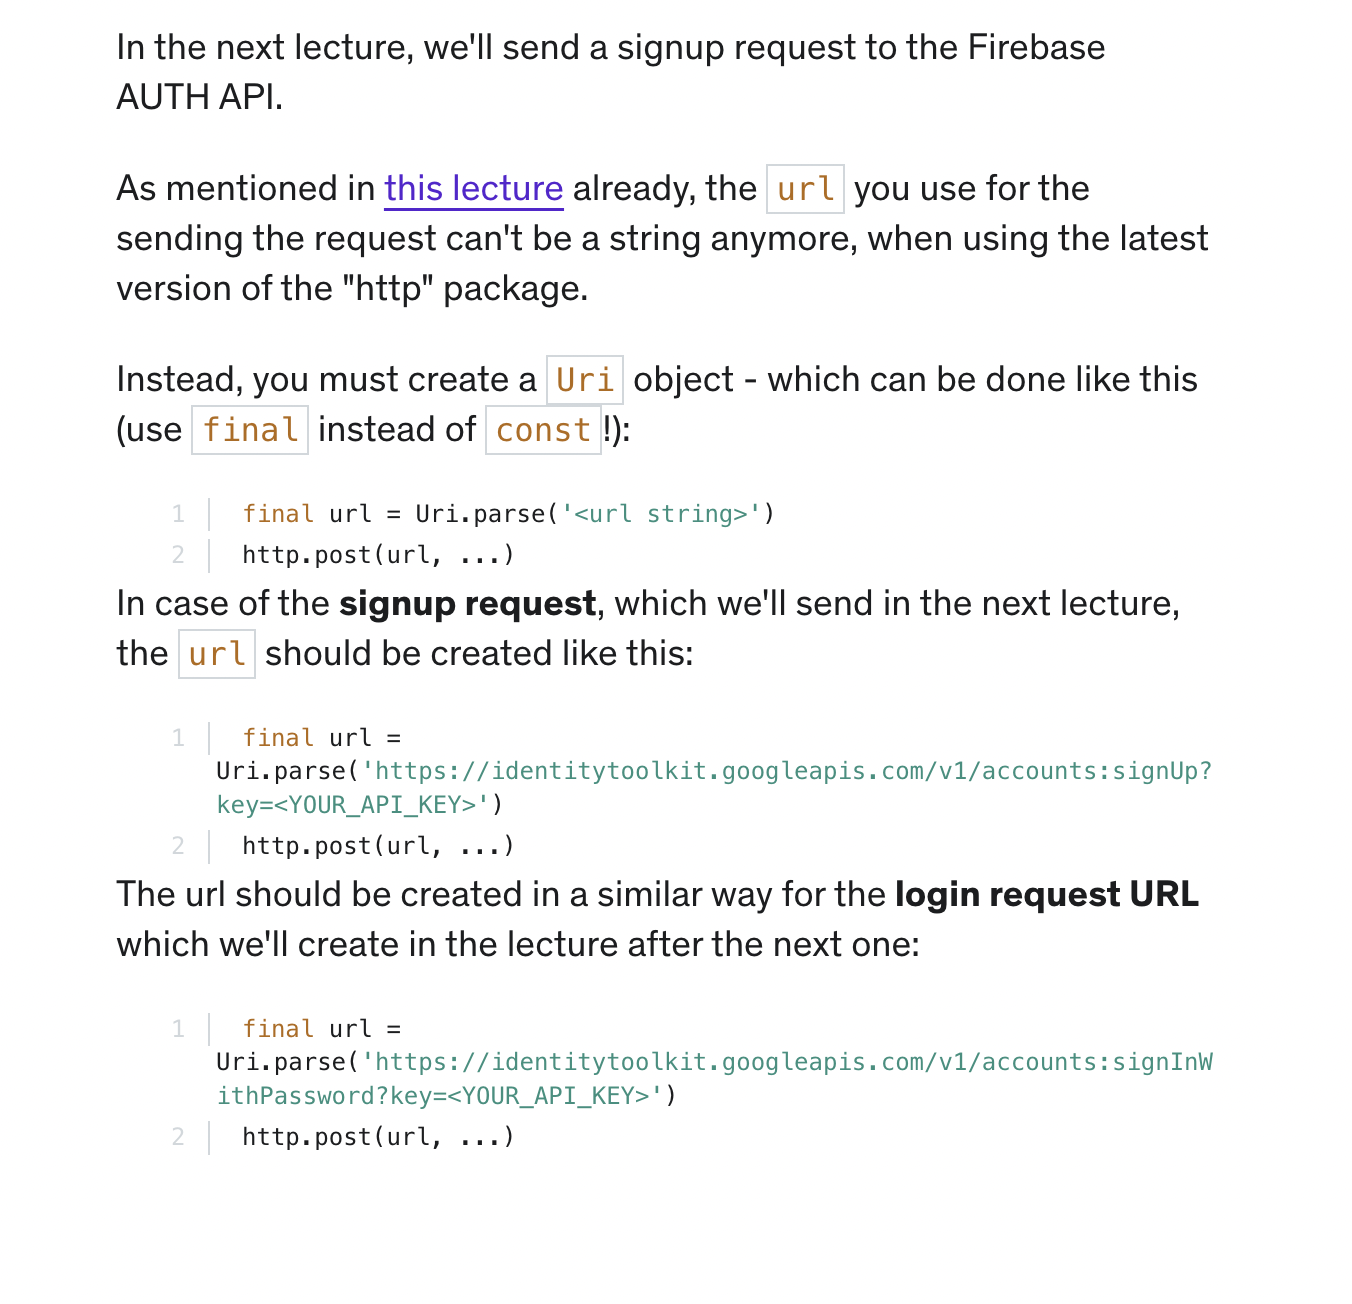 In the next lecture, we'll send a signup request to the Firebase
AUTH API.
As mentioned in this lecture already, the url you use for the
sending the request can't be a string anymore, when using the latest
version of the "http" package.
Instead, you must create a Uri object - which can be done like this
(use final instead of const!):
1 final url = Uri.parse('<url string>')
2 http.post(url, ...)
In case of the signup request, which we'll send in the next lecture,
the url should be created like this:
1 final url =
Uri.parse('https://identitytoolkit.googleapis.com/v1/accounts:signUp?
key=<YOUR_API_KEY>')
2 http.post(url, ...)
The url should be created in a similar way for the login request URL
which we'll create in the lecture after the next one:
1 final url =
Uri.parse('https://identitytoolkit.googleapis.com/v1/accounts:signInW
ithPassword?key=<YOUR_API_KEY>')
2 http.post(url, ...)